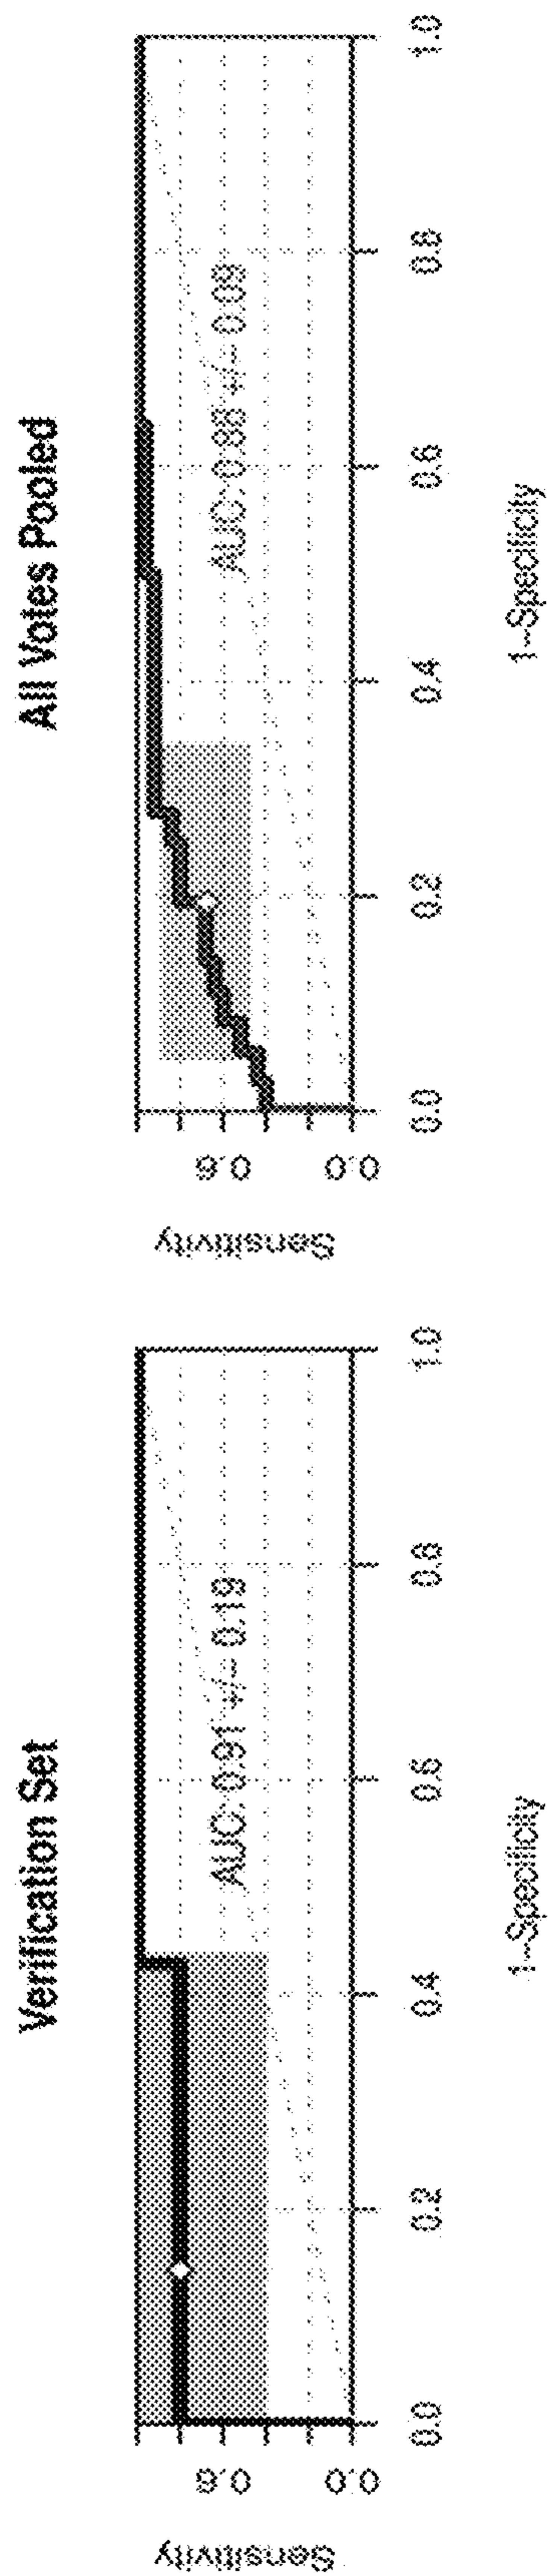 Verification Set
Sensitivity
0.6
0.0
AUC: 0.91 +/- 0.19
0.0 0.2 0.4 0.6 0.8 1.0
1-Specificity
All Votes Pooled
Sensitivity
0.6
0.0
AUC: 0.88 +/- 0.09
0.0 0.2 0.4 0.6 0.8 1.0
1-Specificity